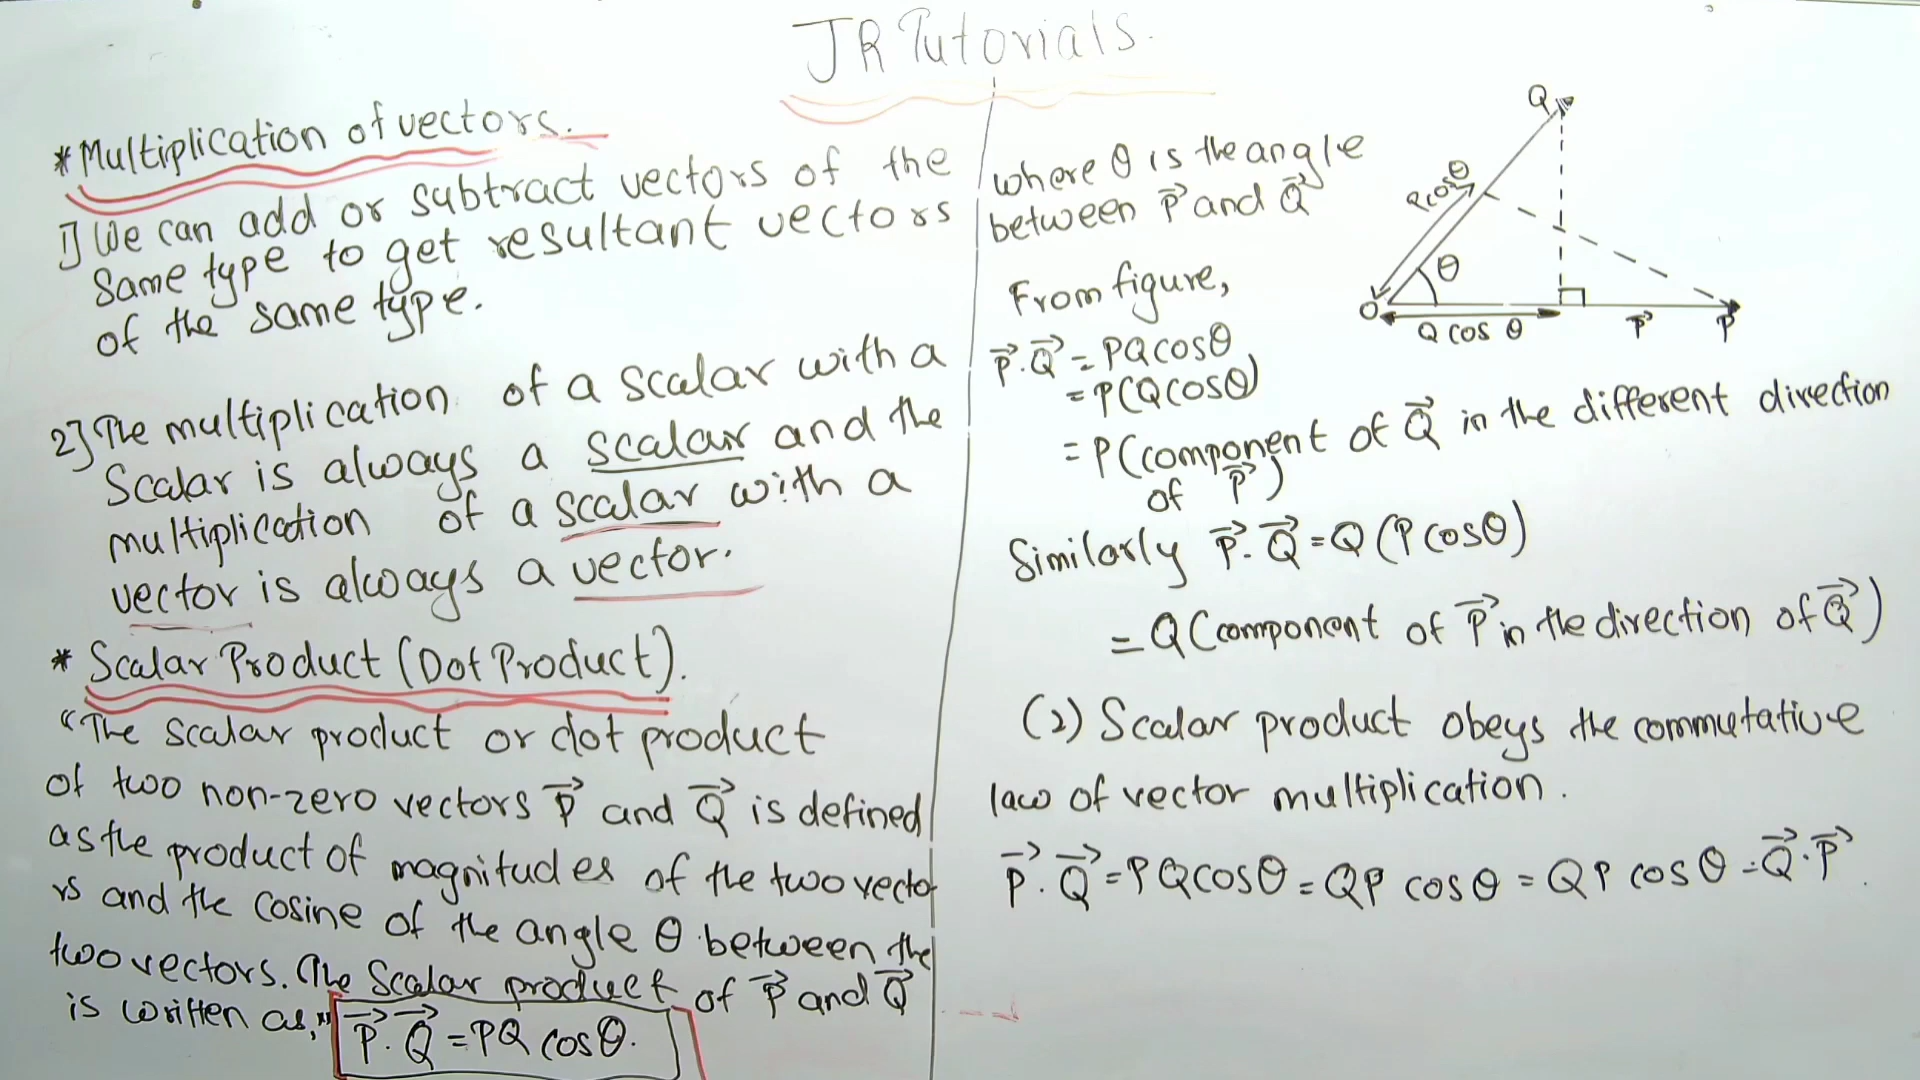 JR Tutorials.
*Multiplication of vectors.
1] We can add or subtract vectors of the
same type to get resultant vectors
of the same type.
2] The multiplication of a scalar with a
Scalar is always a scalar and the
multiplication of a scalar with a
vector is always a vector.
* Scalar Product (Dot Product).
“The scalar product or dot product
of two non-zero vectors P⃗ and Q⃗ is defined
as the product of magnitudes of the two vecto
rs and the cosine of the angle θ between the
two vectors. The Scalar product of P⃗ and Q⃗
is written as,"
P⃗.Q⃗ = PQ cosθ.
where θ is the angle
between P⃗ and Q⃗
From figure,
P⃗.Q⃗ = PQcosθ
= P(Qcosθ)
= P(component of Q⃗ in the different direction
of P⃗)
Similarly P⃗.Q⃗ = Q (P cosθ)
= Q (component of P⃗ in the direction of Q⃗)
(2) Scalar product obeys the commutative
law of vector multiplication.
P⃗.Q⃗ = PQcosθ = QP cosθ = QP cosθ = Q⃗.P⃗.
Q
Pcosθ
θ
O
Q cos θ
P⃗
P